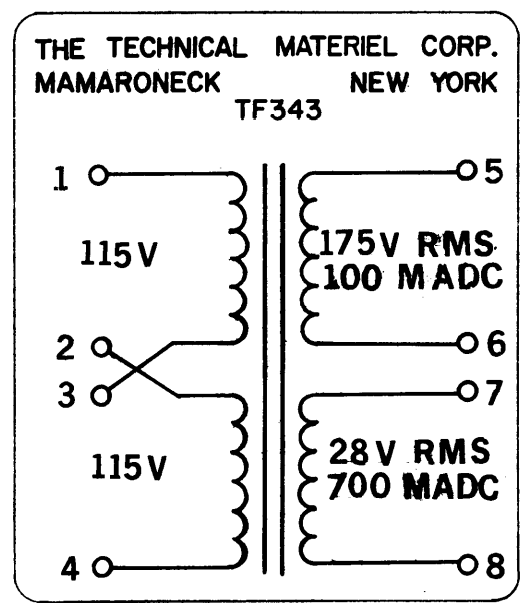 THE TECHNICAL MATERIEL CORP.
MAMARONECK NEW YORK
TF343
1
5
115V
175V RMS
100 MADC
2
6
3
7
115V
28V RMS
700 MADC
4
8